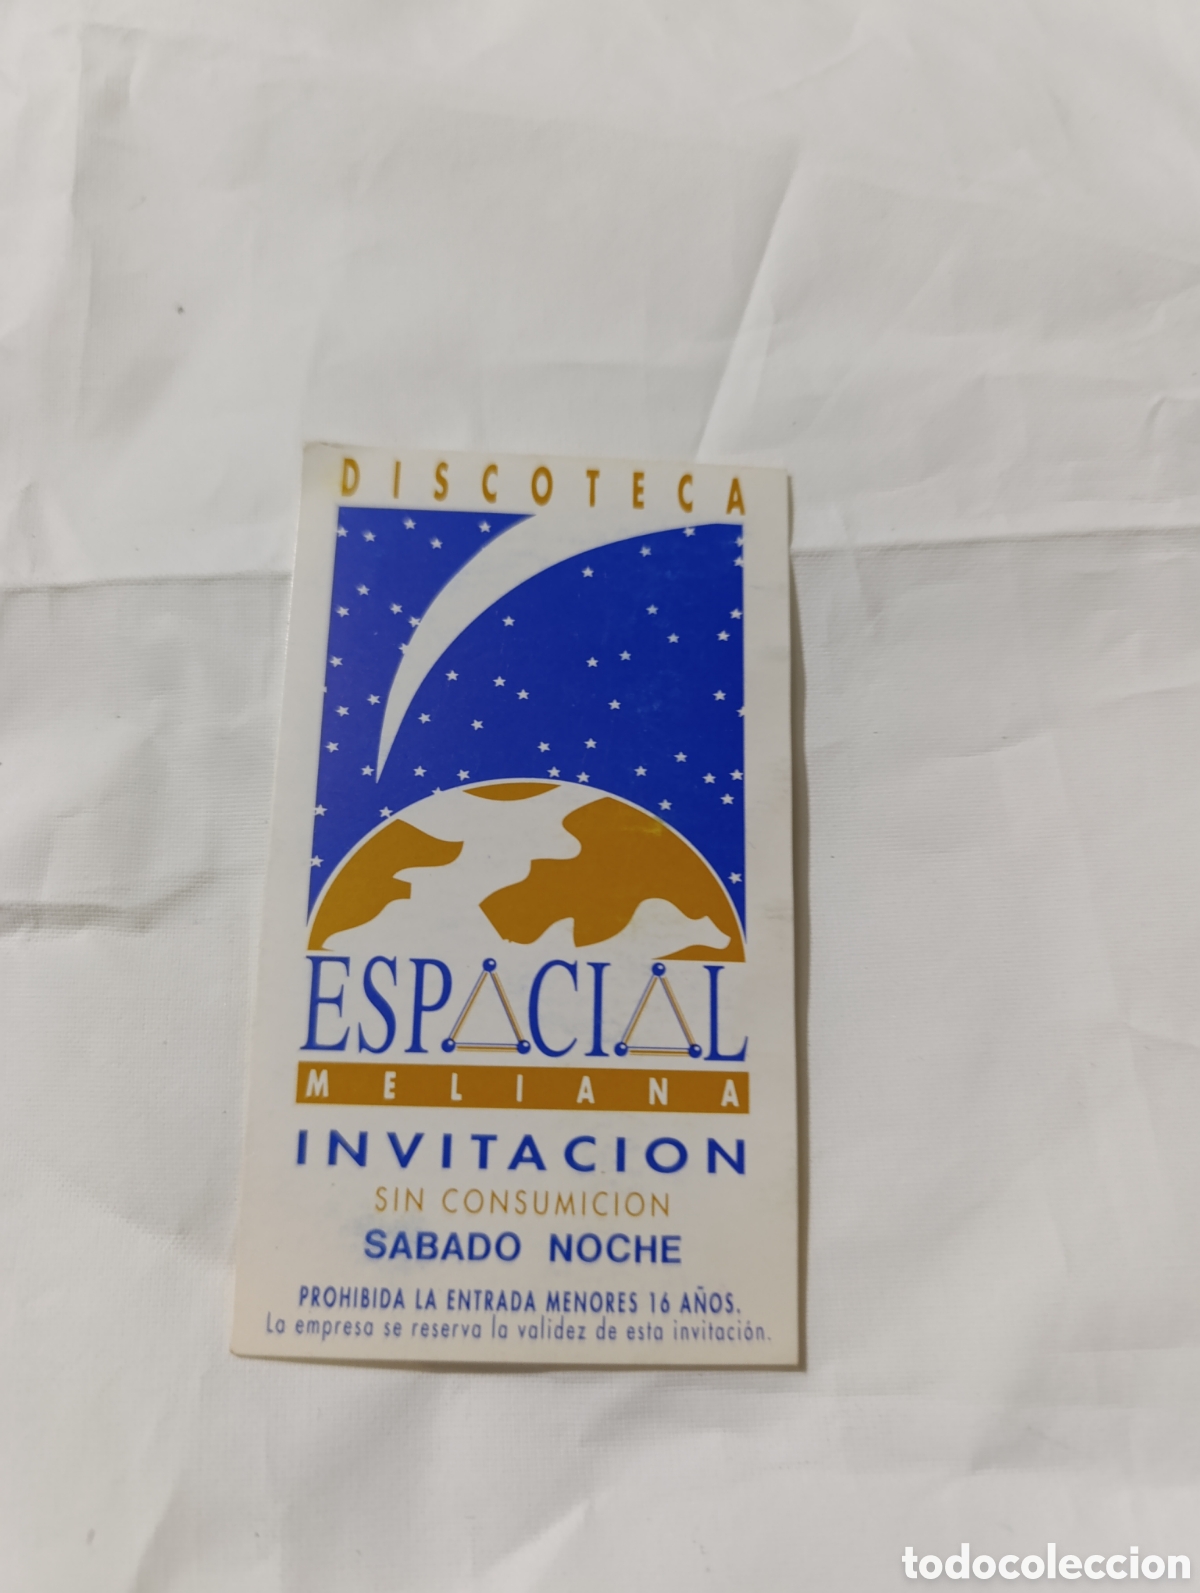 DISCOTECA
ESPACIAL
MELIANA
INVITACION
SIN CONSUMICION
SABADO NOCHE
PROHIBIDA LA ENTRADA MENORES 16 AÑOS.
La empresa se reserva la validez de esta invitación.
todocoleccion